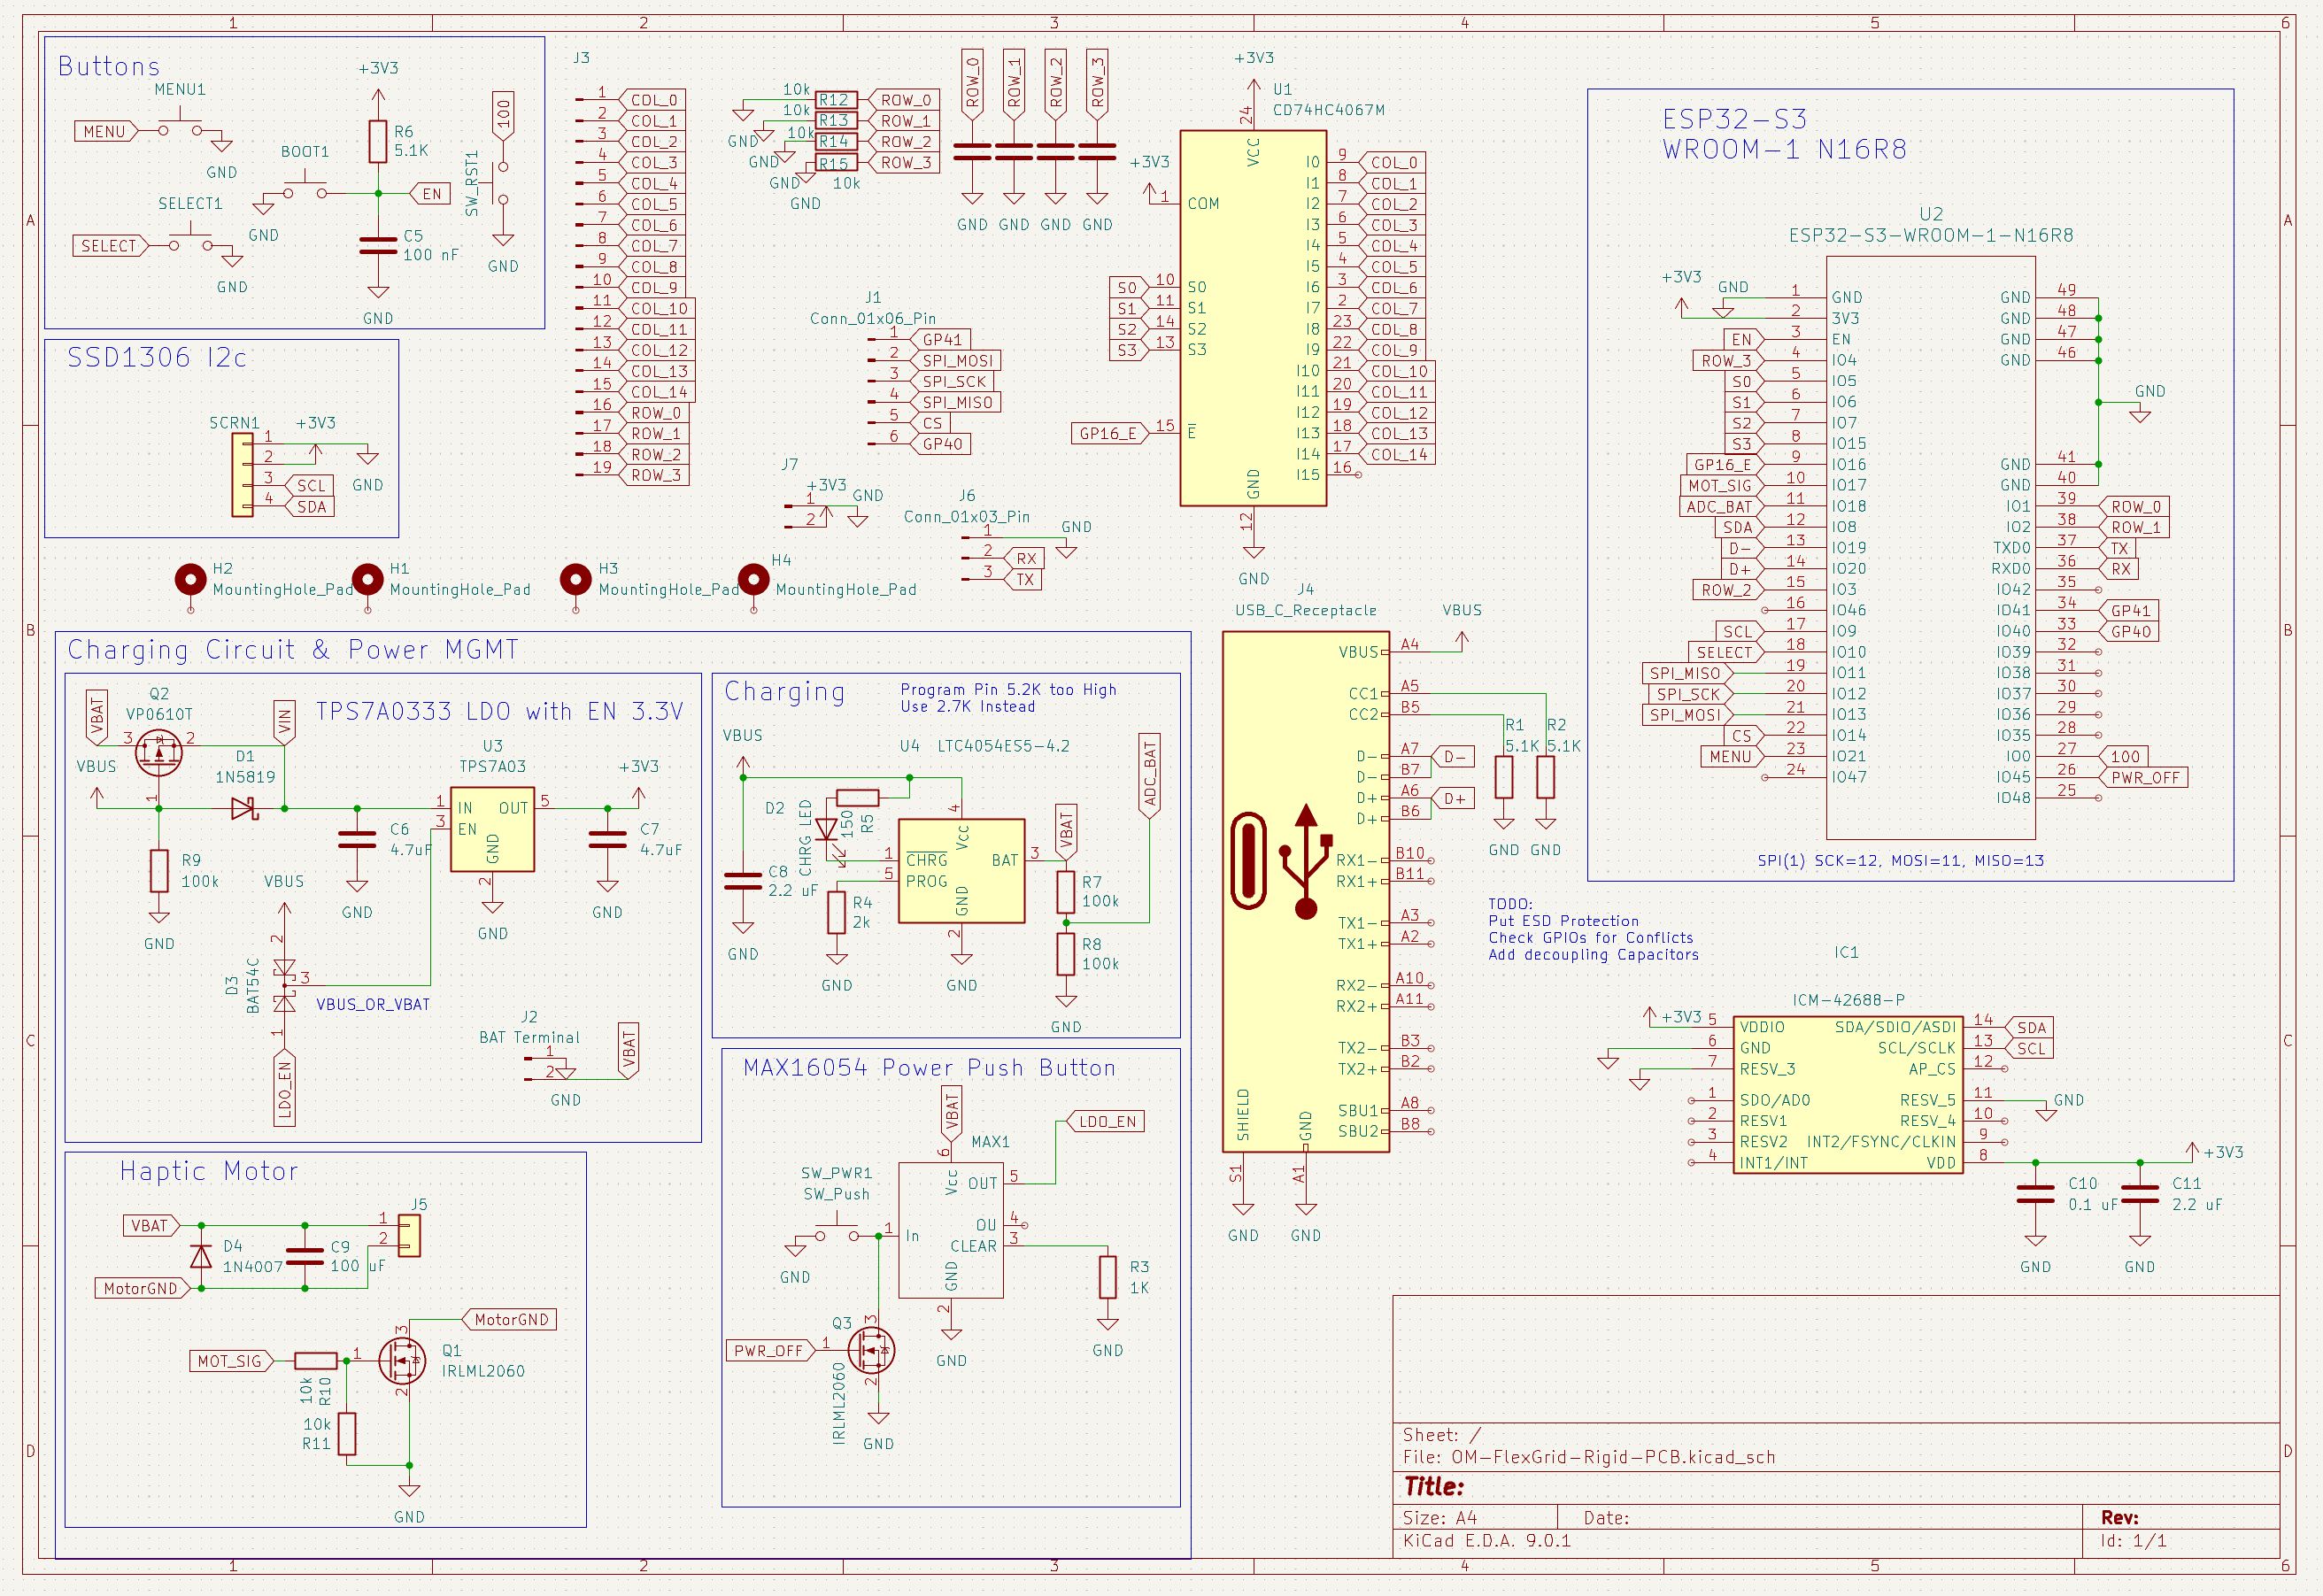 1 2 3 4 5 6
A
B
C
D
Buttons
MENU1
MENU
GND
BOOT1
GND
SELECT1
SELECT
GND
+3V3
R6
5.1K
EN
C5
100 nF
GND
100
SW_RST1
GND
SSD1306 I2c
SCRN1
+3V3
1
2
3 SCL
4 SDA
GND
J3
1 COL_0
2 COL_1
3 COL_2
4 COL_3
5 COL_4
6 COL_5
7 COL_6
8 COL_7
9 COL_8
10 COL_9
11 COL_10
12 COL_11
13 COL_12
14 COL_13
15 COL_14
16 ROW_0
17 ROW_1
18 ROW_2
19 ROW_3
10k R12 ROW_0
10k R13 ROW_1
GND 10k R14 ROW_2
GND R15 ROW_3
GND 10k
GND
ROW_0 ROW_1 ROW_2 ROW_3
GND GND GND GND
J1
Conn_01x06_Pin
1 GP41
2 SPI_MOSI
3 SPI_SCK
4 SPI_MISO
5 CS
6 GP40
J7
+3V3 GND
1
2
J6
Conn_01x03_Pin
GND
1
2 RX
3 TX
+3V3
U1
CD74HC4067M
24
VCC
+3V3
1 COM
S0 10 S0
S1 11 S1
S2 14 S2
S3 13 S3
GP16_E 15 E
I0 9 COL_0
I1 8 COL_1
I2 7 COL_2
I3 6 COL_3
I4 5 COL_4
I5 4 COL_5
I6 3 COL_6
I7 2 COL_7
I8 23 COL_8
I9 22 COL_9
I10 21 COL_10
I11 20 COL_11
I12 19 COL_12
I13 18 COL_13
I14 17 COL_14
I15 16
GND
12
GND
ESP32-S3
WROOM-1 N16R8
U2
ESP32-S3-WROOM-1-N16R8
+3V3
GND 1 GND
2 3V3
EN 3 EN
ROW_3 4 IO4
S0 5 IO5
S1 6 IO6
S2 7 IO7
S3 8 IO15
GP16_E 9 IO16
MOT_SIG 10 IO17
ADC_BAT 11 IO18
SDA 12 IO8
D- 13 IO19
D+ 14 IO20
ROW_2 15 IO3
16 IO46
SCL 17 IO9
SELECT 18 IO10
SPI_MISO 19 IO11
SPI_SCK 20 IO12
SPI_MOSI 21 IO13
CS 22 IO14
MENU 23 IO21
24 IO47
GND 49
GND 48
GND 47
GND 46
GND
GND 41
GND 40
IO1 39 ROW_0
IO2 38 ROW_1
TXD0 37 TX
RXD0 36 RX
IO42 35
IO41 34 GP41
IO40 33 GP40
IO39 32
IO38 31
IO37 30
IO36 29
IO35 28
IO0 27 100
IO45 26 PWR_OFF
IO48 25
SPI(1) SCK=12, MOSI=11, MISO=13
H2
MountingHole_Pad
H1
MountingHole_Pad
H3
MountingHole_Pad
H4
MountingHole_Pad
Charging Circuit & Power MGMT
TPS7A0333 LDO with EN 3.3V
VBAT
Q2
VP0610T
3 2
1
VIN
VBUS
D1
1N5819
R9
100k
GND
C6
4.7uF
GND
U3
TPS7A03
1 IN OUT 5
3 EN
GND
2
GND
+3V3
C7
4.7uF
GND
VBUS
2
D3
BAT54C
3
1
VBUS_OR_VBAT
LDO_EN
J2
BAT Terminal
1
2
GND
VBAT
Charging
Program Pin 5.2K too High
Use 2.7K Instead
VBUS
U4 LTC4054ES5-4.2
D2
CHRG LED
150
R5
C8
2.2 uF
GND
4
Vcc
1 CHRG BAT 3
5 PROG
GND
2
GND
R4
2k
GND
VBAT
ADC_BAT
R7
100k
R8
100k
GND
MAX16054 Power Push Button
VBAT
MAX1
6
Vcc OUT 5
LDO_EN
SW_PWR1
SW_Push
GND
1 In
OU 4
CLEAR 3
GND
2
GND
R3
1K
GND
Q3
3
PWR_OFF 1
2
IRLML2060
GND
Haptic Motor
VBAT
J5
1
2
D4
1N4007
C9
100 uF
MotorGND
MotorGND
3
MOT_SIG 1
Q1
IRLML2060
2
10k
R10
10k
R11
GND
J4
USB_C_Receptacle
VBUS
VBUS A4
CC1 A5
CC2 B5
R1 R2
5.1K 5.1K
D- A7 D-
D- B7
D+ A6 D+
D+ B6
GND GND
RX1- B10
RX1+ B11
TX1- A3
TX1+ A2
RX2- A10
RX2+ A11
TX2- B3
TX2+ B2
SBU1 A8
SBU2 B8
SHIELD GND
S1 A1
GND GND
TODO:
Put ESD Protection
Check GPIOs for Conflicts
Add decoupling Capacitors
IC1
ICM-42688-P
+3V3 5 VDDIO
6 GND
7 RESV_3
1 SDO/AD0
2 RESV1
3 RESV2
4 INT1/INT
SDA/SDIO/ASDI 14 SDA
SCL/SCLK 13 SCL
AP_CS 12
RESV_5 11 GND
RESV_4 10
INT2/FSYNC/CLKIN 9
VDD 8
+3V3
C10
0.1 uF
C11
2.2 uF
GND GND
Sheet: /
File: OM-FlexGrid-Rigid-PCB.kicad_sch
Title:
Size: A4 Date: Rev:
KiCad E.D.A. 9.0.1 Id: 1/1
A
B
C
D
1 2 3 4 5 6